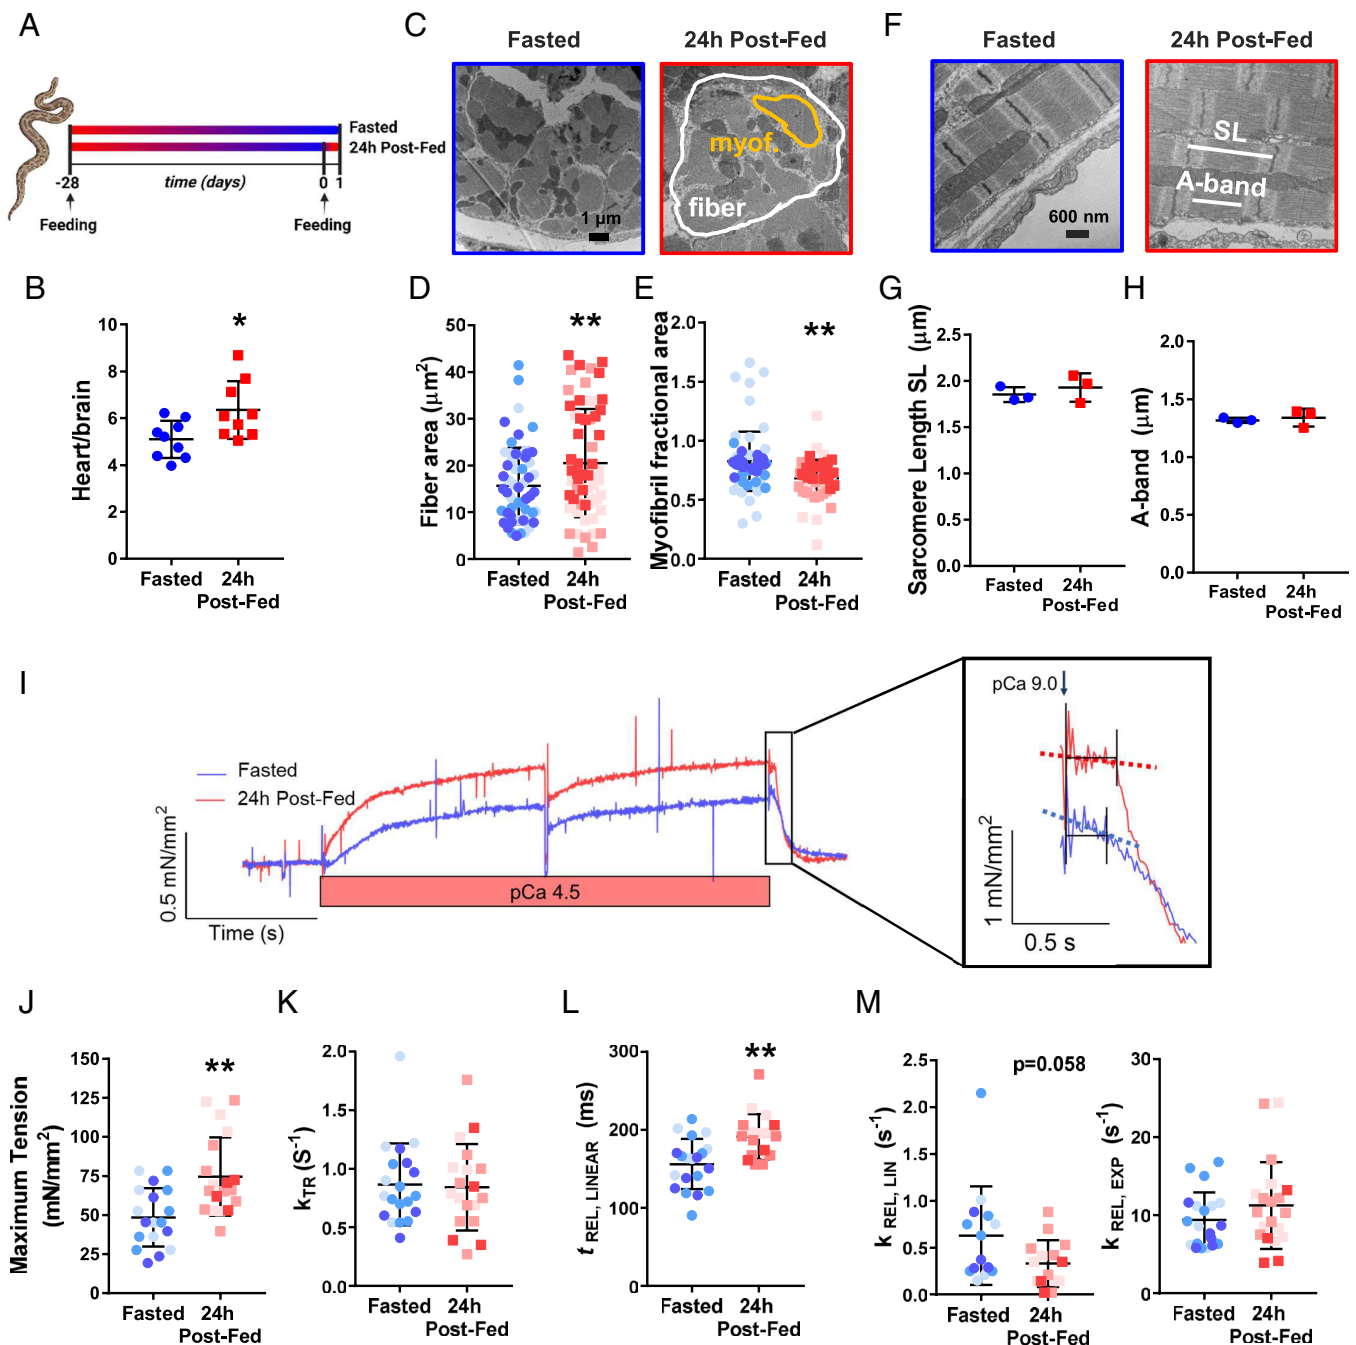 A
Fasted
24h Post-Fed
-28
time (days)
0
1
Feeding
Feeding
B
Heart/brain
10
8
6
4
2
0
*
Fasted
24h
Post-Fed
C
Fasted
24h Post-Fed
1 μm
myof.
fiber
D
Fiber area (μm²)
50
40
30
20
10
0
**
Fasted
24h
Post-Fed
E
Myofibril fractional area
2.0
1.5
1.0
0.5
0.0
**
Fasted
24h
Post-Fed
F
Fasted
24h Post-Fed
600 nm
SL
A-band
G
Sarcomere Length SL (μm)
2.5
2.0
1.5
1.0
0.5
0.0
Fasted
24h
Post-Fed
H
A-band (μm)
2.0
1.5
1.0
0.5
0.0
Fasted
24h
Post-Fed
I
Fasted
24h Post-Fed
0.5 mN/mm²
Time (s)
pCa 4.5
pCa 9.0
1 mN/mm²
0.5 s
J
Maximum Tension
(mN/mm²)
150
125
100
75
50
25
0
**
Fasted
24h
Post-Fed
K
kTR (S⁻¹)
2.0
1.5
1.0
0.5
0.0
Fasted
24h
Post-Fed
L
t REL, LINEAR (ms)
300
200
100
0
**
Fasted
24h
Post-Fed
M
k REL, LIN (s⁻¹)
2.5
2.0
1.5
1.0
0.5
0.0
p=0.058
Fasted
24h
Post-Fed
k REL, EXP (s⁻¹)
30
20
10
0
Fasted
24h
Post-Fed